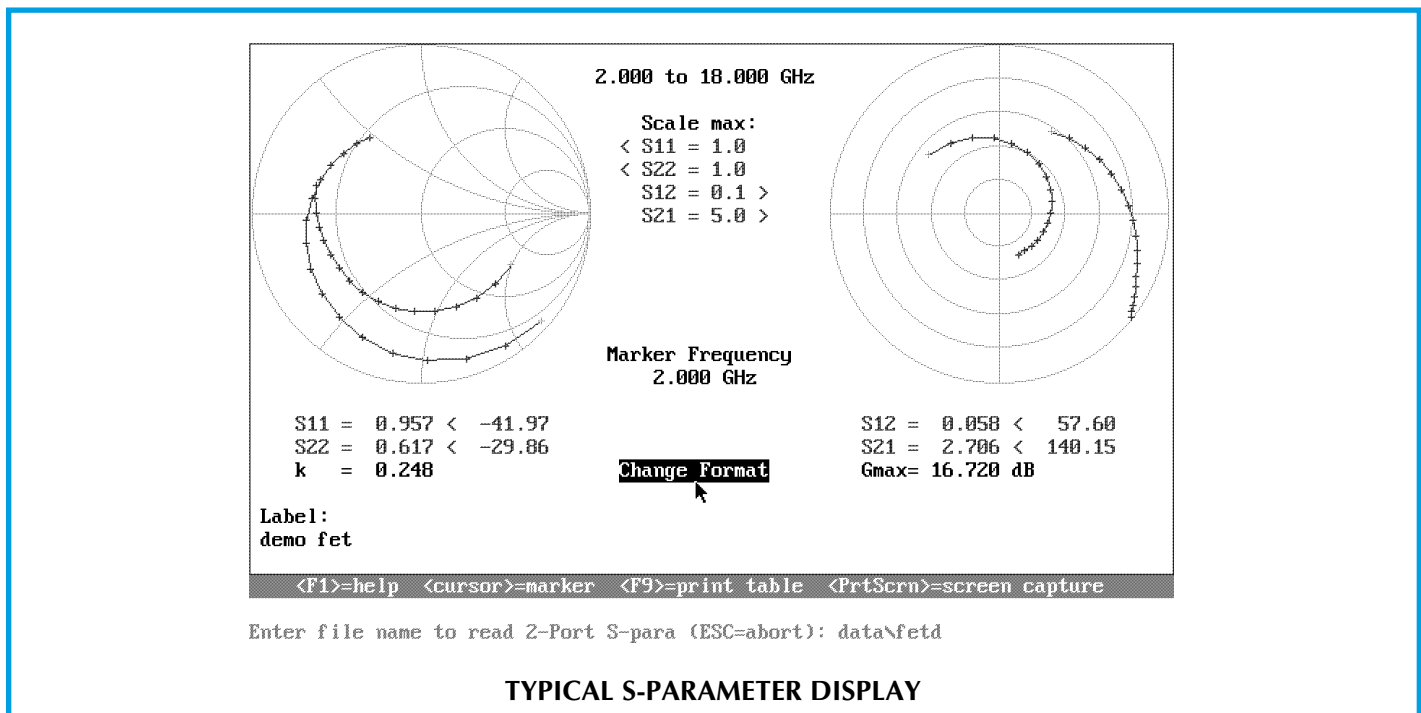 2.000 to 18.000 GHz
Scale max:
< S11 = 1.0
< S22 = 1.0
S12 = 0.1 >
S21 = 5.0 >
Marker Frequency
2.000 GHz
S11 = 0.957 < -41.97
S22 = 0.617 < -29.86
k = 0.248
Change Format
S12 = 0.058 < 57.60
S21 = 2.706 < 140.15
Gmax= 16.720 dB
Label:
demo fet
<F1>=help <cursor>=marker <F9>=print table <PrtScrn>=screen capture
Enter file name to read 2-Port S-para (ESC=abort): data\fetd
TYPICAL S-PARAMETER DISPLAY